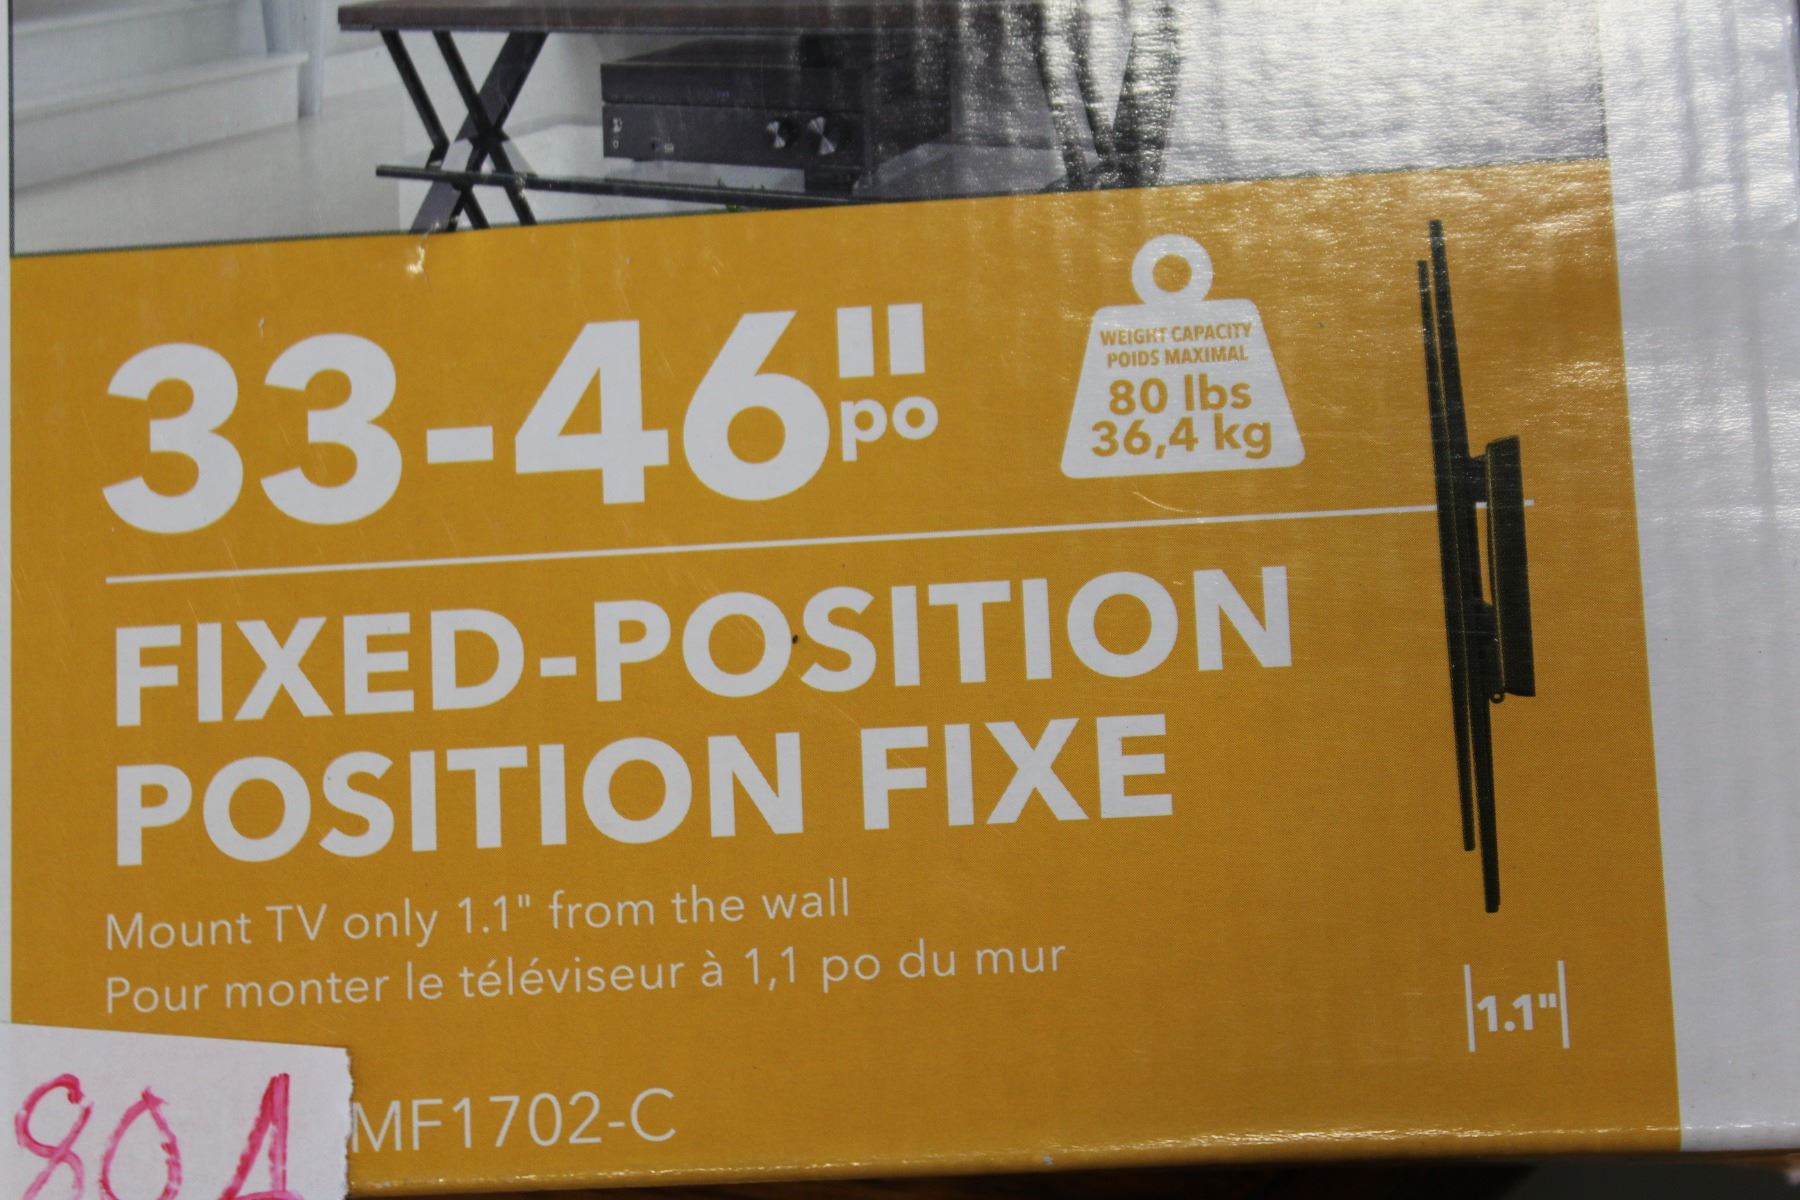 33-46" po
WEIGHT CAPACITY
POIDS MAXIMAL
80 lbs
36,4 kg
FIXED-POSITION
POSITION FIXE
Mount TV only 1.1" from the wall
Pour monter le téléviseur à 1,1 po du mur
1.1"
MF1702-C
80